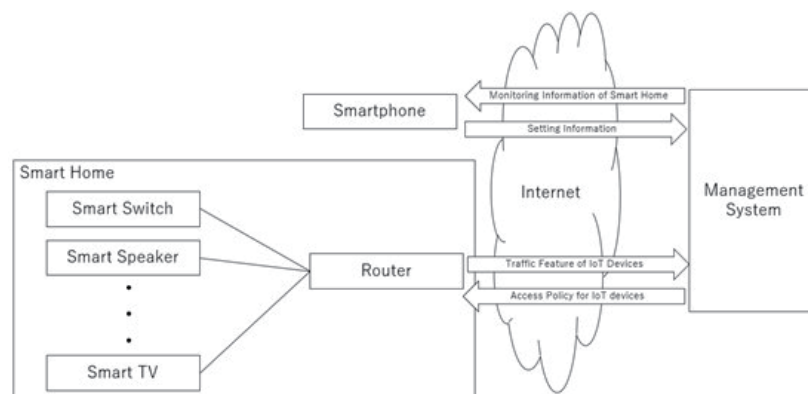 Monitoring Information of Smart Home
Smartphone
Setting Information
Smart Home
Smart Switch
Internet
Management
System
Smart Speaker
Router
Traffic Feature of IoT Devices
Access Policy for IoT devices
Smart TV